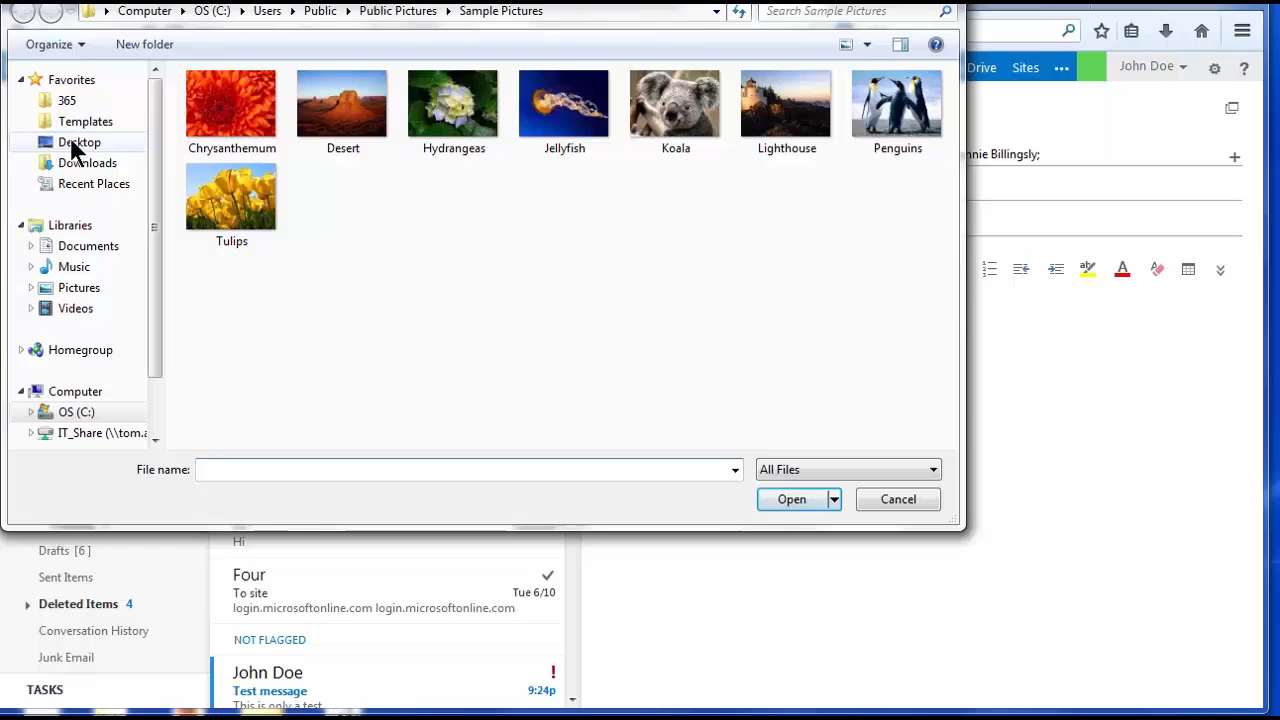 Computer OS (C:) Users Public Public Pictures Sample Pictures Search Sample Pictures
Organize New folder
Favorites
365
Templates
Desktop
Downloads
Recent Places
Libraries
Documents
Music
Pictures
Videos
Homegroup
Computer
OS (C:)
IT_Share (\\tom.a
Chrysanthemum Desert Hydrangeas Jellyfish Koala Lighthouse Penguins
Tulips
File name: All Files
Open Cancel
Drive Sites John Doe ?
nnie Billingsly;
Drafts [6]
Sent Items
Deleted Items 4
Conversation History
Junk Email
TASKS
Hi
Four
To site Tue 6/10
login.microsoftonline.com login.microsoftonline.com
NOT FLAGGED
John Doe !
Test message 9:24p
This is only a test